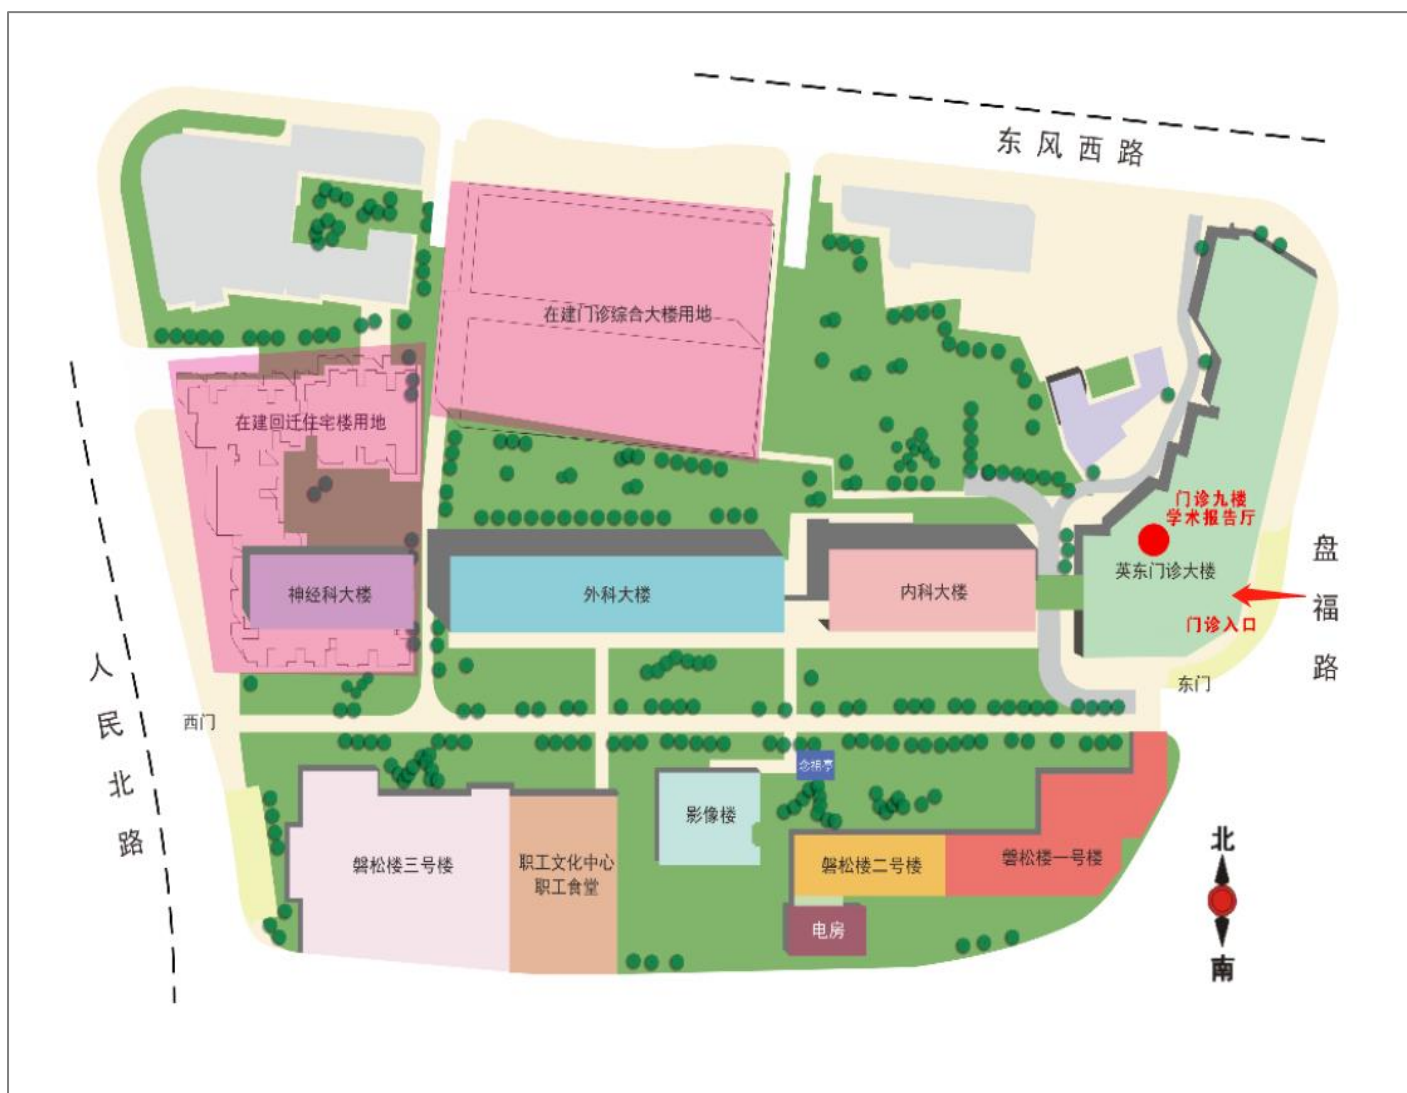 东风西路
在建门诊综合大楼用地
在建回迁住宅楼用地
门诊九楼
学术报告厅
英东门诊大楼
门诊入口
盘福路
神经科大楼
外科大楼
内科大楼
人民北路
西门
东门
念祖亭
影像楼
磐松楼三号楼
职工文化中心
职工食堂
磐松楼二号楼
磐松楼一号楼
电房
北
南